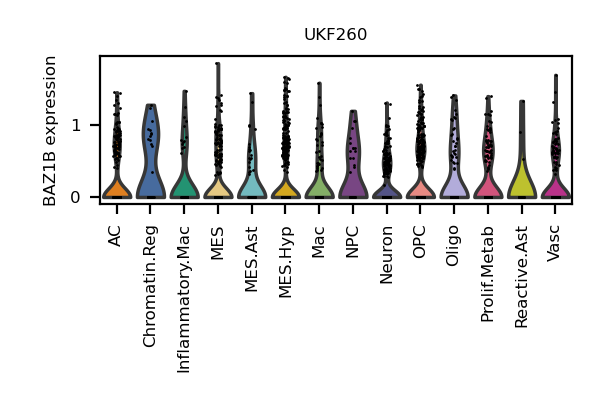 UKF260
BAZ1B expression
1
0
AC
Chromatin.Reg
Inflammatory.Mac
MES
MES.Ast
MES.Hyp
Mac
NPC
Neuron
OPC
Oligo
Prolif.Metab
Reactive.Ast
Vasc